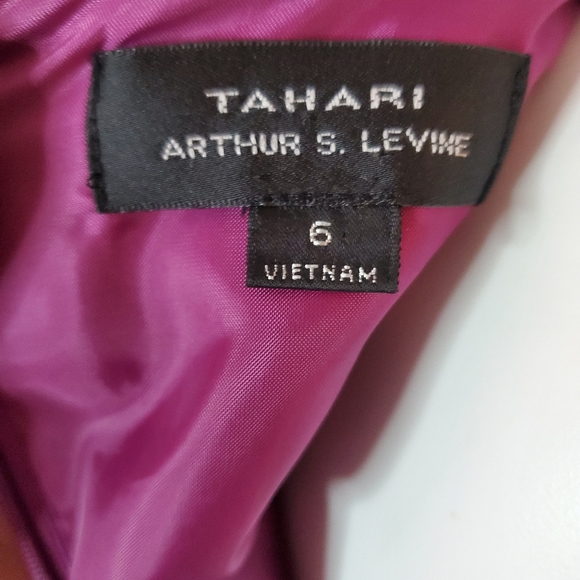 TAHARI
ARTHUR S. LEVINE
6
VIETNAM